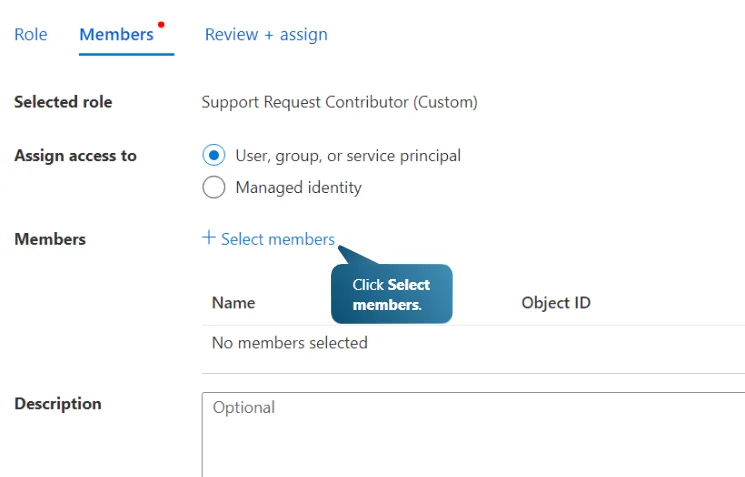 Role Members Review + assign
Selected role Support Request Contributor (Custom)
Assign access to User, group, or service principal
Managed identity
Members + Select members
Click Select
members.
Name Object ID
No members selected
Description Optional